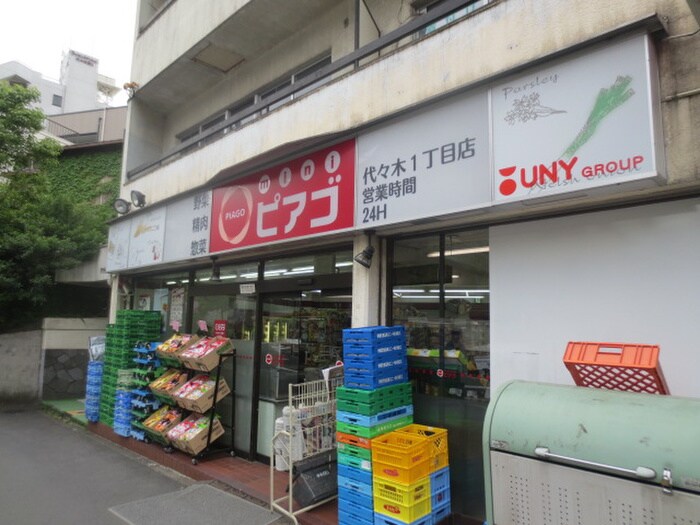 野菜
精肉
惣菜
PIAGO
mini
ピアゴ
代々木１丁目店
営業時間
24H
Parsley
UNY GROUP